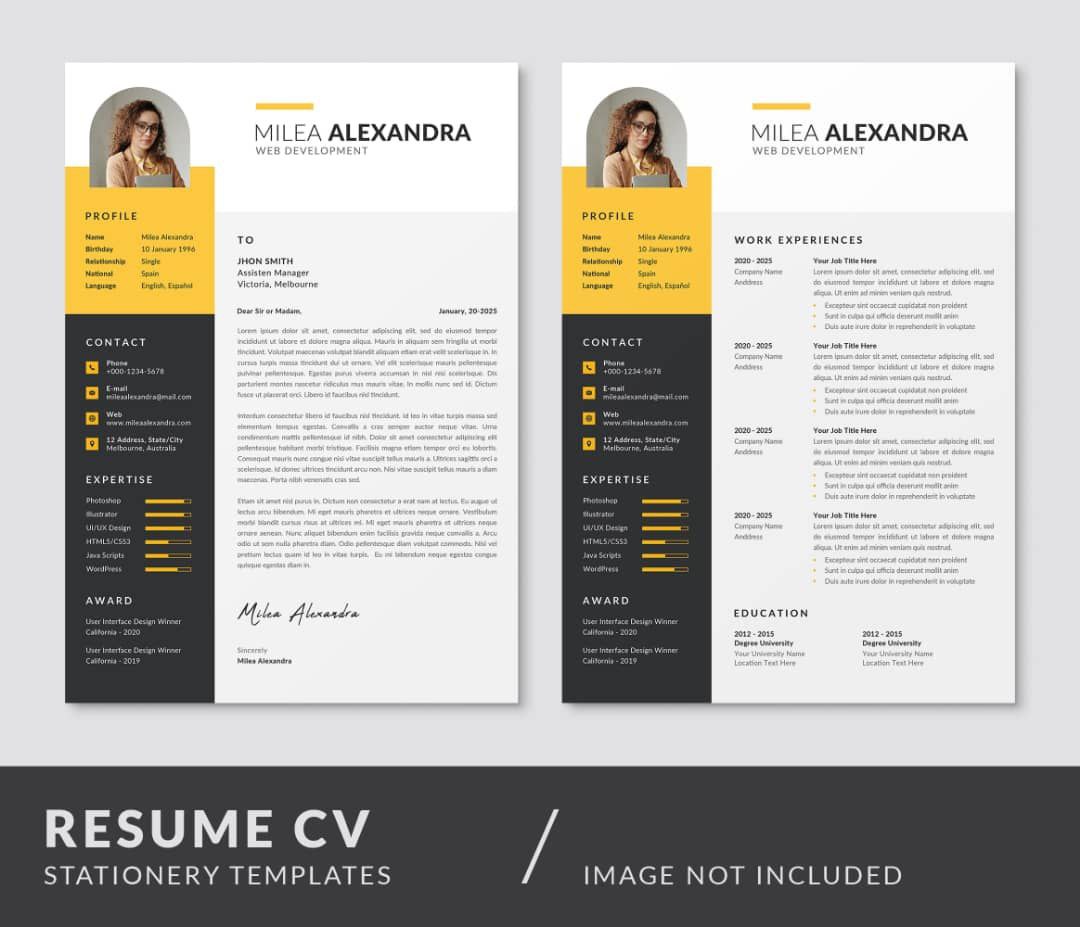 MILEA ALEXANDRA
WEB DEVELOPMENT
PROFILE
Name Milea Alexandra
Birthday 10 January 1996
Relationship Single
National Spain
Language English, Español
CONTACT
Phone
+000-1234-5678
E-mail
mileaalexandra@mail.com
Web
www.mileaalexandra.com
12 Address, State/City
Melbourne, Australia
EXPERTISE
Photoshop
Illustrator
UI/UX Design
HTML5/CSS3
Java Scripts
WordPress
AWARD
User Interface Design Winner
California - 2020
User Interface Design Winner
California - 2019
TO
JHON SMITH
Assisten Manager
Victoria, Melbourne
Dear Sir or Madam, January, 20-2025
Lorem ipsum dolor sit amet, consectetur adipiscing elit, sed do eiusmod tempor
incididunt ut labore et dolore magna aliqua. Mauris in aliquam sem fringilla ut morbi
tincidunt. Volutpat maecenas volutpat blandit aliquam etiam erat velit scelerisque in. In
cursus turpis massa tincidunt dui ut ornare. Vel elit scelerisque mauris pellentesque
pulvinar pellentesque. Egestas purus viverra accumsan in nisl nisi scelerisque. Dis
parturient montes nascetur ridiculus mus mauris vitae. In mollis nunc sed id. Dictum
fusce ut placerat orci. Libero id faucibus nisl tincidunt.
Interdum consectetur libero id faucibus nisl tincidunt. Id leo in vitae turpis massa sed
elementum tempus egestas. Convallis a cras semper auctor neque vitae. Urna
condimentum mattis pellentesque id nibh. Dolor sit amet consectetur adipiscing elit
pellentesque habitant morbi tristique. At imperdiet dui accumsan sit amet nulla facilisi morbi tempus iaculis

Consequat mauris nunc congue nisi vitae suscipit tellus mauris a. Ultrices sagittis orci a
scelerisque. Id donec ultrices tincidunt arcu non. Nisi vitae suscipit tellus mauris a diam
maecenas. Porta nibh venenatis cras sed.
Etiam sit amet nisl purus in. Dictum non consectetur a erat nam at lectus. Eu augue ut
lectus arcu bibendum. Mi eget mauris pharetra et ultrices neque ornare. Duis
morbi blandit cursus risus at ultrices mi. Mi eget mauris pharetra et ultrices neque
ornare aenean. Nunc aliquet bibendum enim facilisis gravida neque convallis a. Arcu
odio ut sem nulla pharetra diam. Odio pellentesque diam volutpat commodo. Nisl vel
pretium lectus quam id leo in vitae turpis. Eu mi bibendum neque egestas congue
quisque egestas diam in.
Milea Alexandra
Sincerely
Milea Alexandra
MILEA ALEXANDRA
WEB DEVELOPMENT
PROFILE
Name Milea Alexandra
Birthday 10 January 1996
Relationship Single
National Spain
Language English, Español
CONTACT
Phone
+000-1234-5678
E-mail
mileaalexandra@mail.com
Web
www.mileaalexandra.com
12 Address, State/City
Melbourne, Australia
EXPERTISE
Photoshop
Illustrator
UI/UX Design
HTML5/CSS3
Java Scripts
WordPress
AWARD
User Interface Design Winner
California - 2020
User Interface Design Winner
California - 2019
WORK EXPERIENCES
2020 - 2025 Your Job Title Here
Company Name
Anddress
Lorem ipsum dolor sit amet, consectetur adipiscing elit, sed
do eiusmod tempor incididunt ut labore et dolore magna
aliqua. Ut enim ad minim veniam quis nostrud.
• Excepteur sint occaecat cupidatat non proident
• Sunt in culpa qui officia deserunt mollit anim
• Duis aute irure dolor in reprehenderit in voluptate
2020 - 2025 Your Job Title Here
Company Name
Anddress
Lorem ipsum dolor sit amet, consectetur adipiscing elit, sed
do eiusmod tempor incididunt ut labore et dolore magna
aliqua. Ut enim ad minim veniam quis nostrud.
• Excepteur sint occaecat cupidatat non proident
• Sunt in culpa qui officia deserunt mollit anim
• Duis aute irure dolor in reprehenderit in voluptate
2020 - 2025 Your Job Title Here
Company Name
Anddress
Lorem ipsum dolor sit amet, consectetur adipiscing elit, sed
do eiusmod tempor incididunt ut labore et dolore magna
aliqua. Ut enim ad minim veniam quis nostrud.
• Excepteur sint occaecat cupidatat non proident
• Sunt in culpa qui officia deserunt mollit anim
• Duis aute irure dolor in reprehenderit in voluptate
2020 - 2025 Your Job Title Here
Company Name
Anddress
Lorem ipsum dolor sit amet, consectetur adipiscing elit, sed
do eiusmod tempor incididunt ut labore et dolore magna
aliqua. Ut enim ad minim veniam quis nostrud.
• Excepteur sint occaecat cupidatat non proident
• Sunt in culpa qui officia deserunt mollit anim
• Duis aute irure dolor in reprehenderit in voluptate
EDUCATION
2012 - 2015
Degree University
Your University Name
Location Text Here
2012 - 2015
Degree University
Your University Name
Location Text Here
RESUME CV
STATIONERY TEMPLATES
/
IMAGE NOT INCLUDED